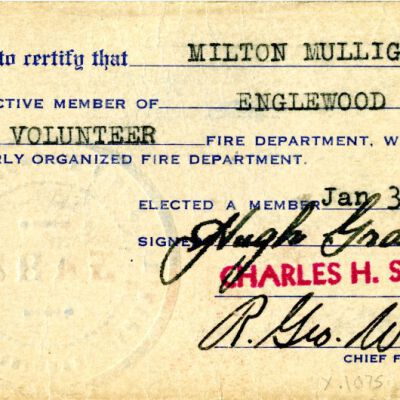 to certify that MILTON MULLIG
CTIVE MEMBER OF ENGLEWOOD
VOLUNTEER FIRE DEPARTMENT, W
RLY ORGANIZED FIRE DEPARTMENT.
ELECTED A MEMBER Jan 3
SIGNE Hugh Gra
CHARLES H. S
R. Geo. W
CHIEF F
X.1075